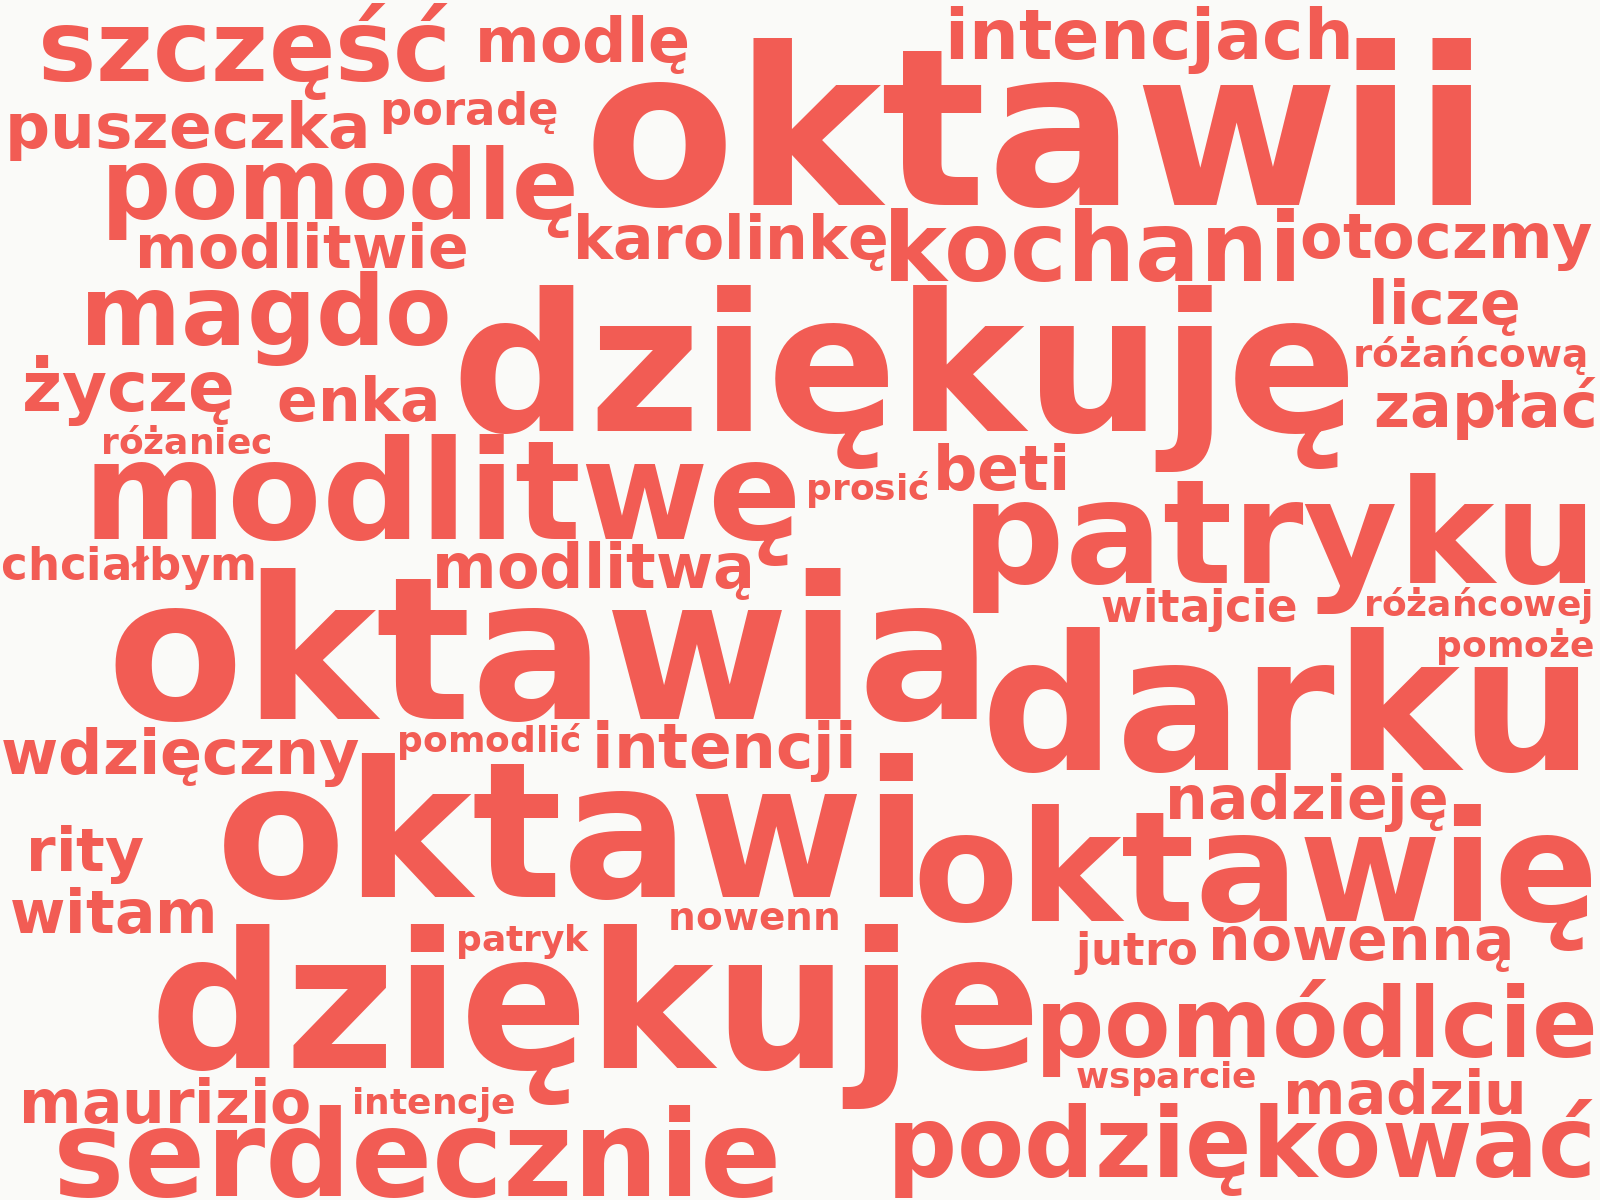 szczęść
modlę
intencjach
oktawii
puszeczka
poradę
pomodlę
modlitwie
karolinkę
kochani
otoczmy
magdo
dziękuję
liczę
różańcową
życzę
enka
zapłać
różaniec
modlitwę
prosić
beti
patryku
chciałbym
modlitwą
oktawia
witajcie
różańcowej
pomoże
darku
wdzięczny
pomodlić
intencji
oktawi
nadzieję
oktawię
rity
witam
nowenn
patryk
dziękuje
jutro
nowenną
pomódlcie
wsparcie
madziu
maurizio
intencje
serdecznie
podziękować